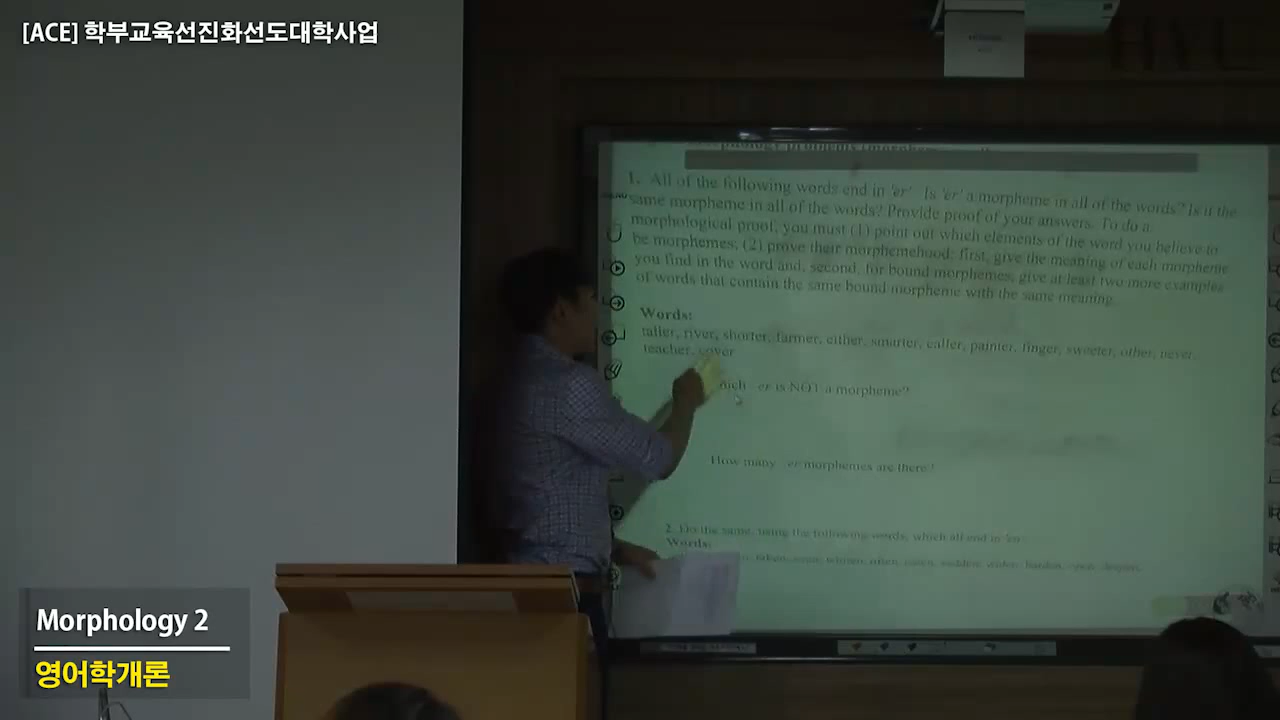 [ACE] 학부교육선진화선도대학사업
1. All of the following words end in 'er' Is 'er' a morpheme in all of the words? Is it the
same morpheme in all of the words? Provide proof of your answers. To do a
morphological proof, you must (1) point out which elements of the word you believe to
be morphemes; (2) prove their morphemehood: first, give the meaning of each morpheme
you find in the word and, second, for bound morphemes, give at least two more examples
of words that contain the same bound morpheme with the same meaning.
Words:
taller, river, shorter, farmer, either, smarter, caller, painter, finger, sweeter, other, never,
teacher, cover
er is NOT a morpheme?
How many er morphemes are there?
2. Do the same, using the following words, which all end in 'en'
Words:
often, sudden, widen, harden, open, deepen,
Morphology 2
영어학개론